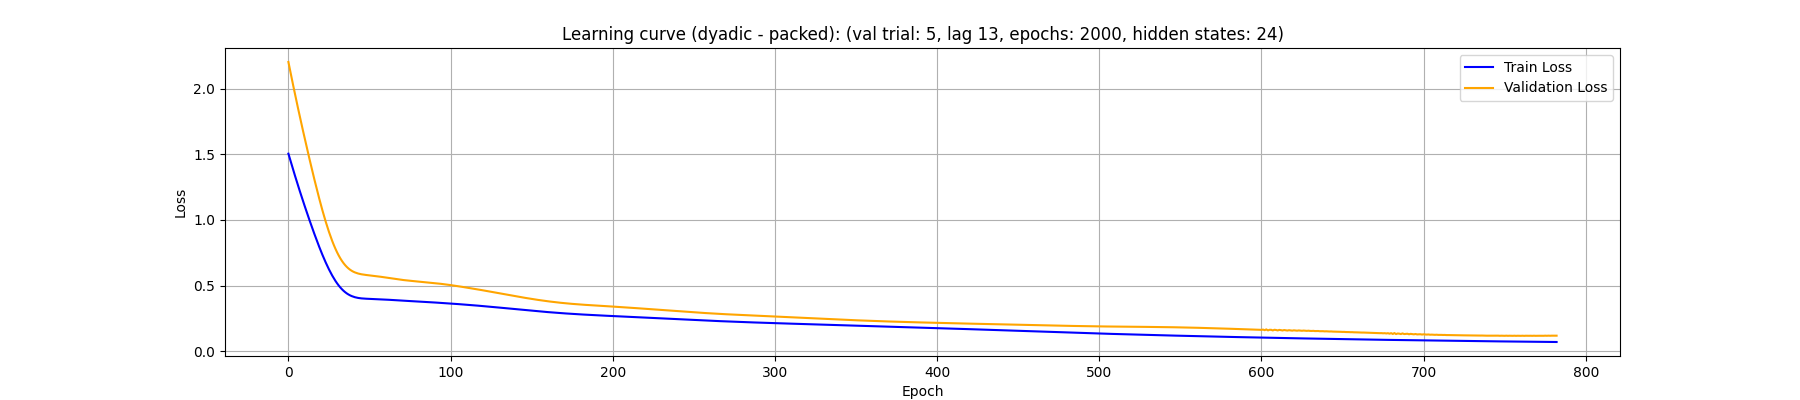 Learning curve (dyadic - packed): (val trial: 5, lag 13, epochs: 2000, hidden states: 24)
Train Loss
Validation Loss
Loss
2.0
1.5
1.0
0.5
0.0
0 100 200 300 400 500 600 700 800
Epoch